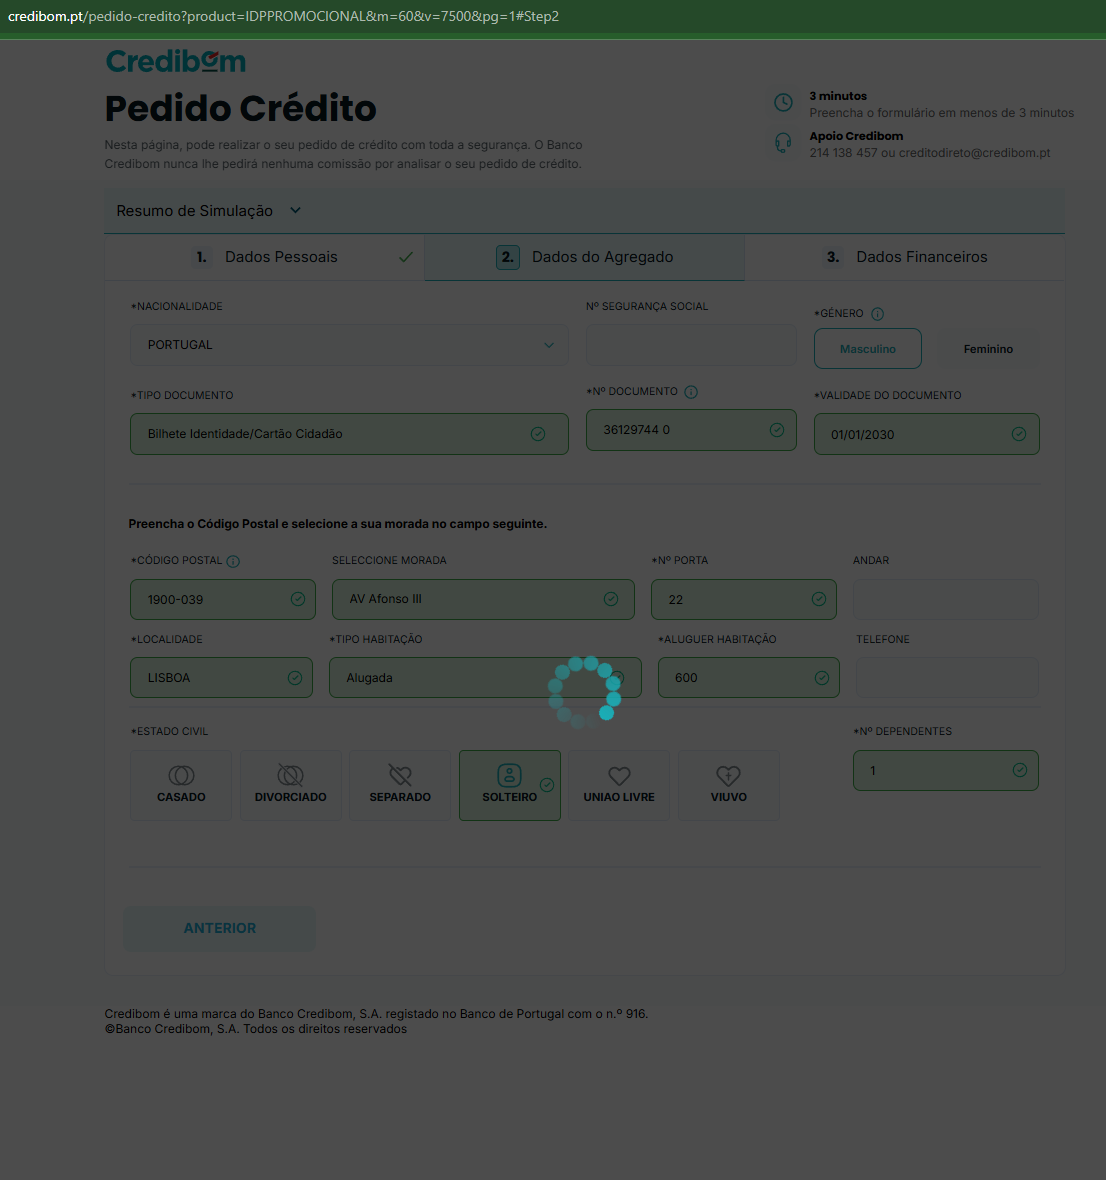 credibom.pt/pedido-credito?product=IDPPROMOCIONAL&m=60&v=7500&pg=1#Step2
Credibom
Pedido Crédito
Nesta página, pode realizar o seu pedido de crédito com toda a segurança. O Banco
Credibom nunca lhe pedirá nenhuma comissão por analisar o seu pedido de crédito.
3 minutos
Preencha o formulário em menos de 3 minutos
Apoio Credibom
214 138 457 ou creditodireto@credibom.pt
Resumo de Simulação
1. Dados Pessoais
2. Dados do Agregado
3. Dados Financeiros
*NACIONALIDADE
Nº SEGURANÇA SOCIAL
*GÉNERO
PORTUGAL
Masculino
Feminino
*TIPO DOCUMENTO
*Nº DOCUMENTO
*VALIDADE DO DOCUMENTO
Bilhete Identidade/Cartão Cidadão
36129744 0
01/01/2030
Preencha o Código Postal e selecione a sua morada no campo seguinte.
*CÓDIGO POSTAL
SELECCIONE MORADA
*Nº PORTA
ANDAR
1900-039
AV Afonso III
22
*LOCALIDADE
*TIPO HABITAÇÃO
*ALUGUER HABITAÇÃO
TELEFONE
LISBOA
Alugada
600
*ESTADO CIVIL
*Nº DEPENDENTES
CASADO
DIVORCIADO
SEPARADO
SOLTEIRO
UNIAO LIVRE
VIUVO
1
ANTERIOR
Credibom é uma marca do Banco Credibom, S.A. registado no Banco de Portugal com o n.º 916.
©Banco Credibom, S.A. Todos os direitos reservados